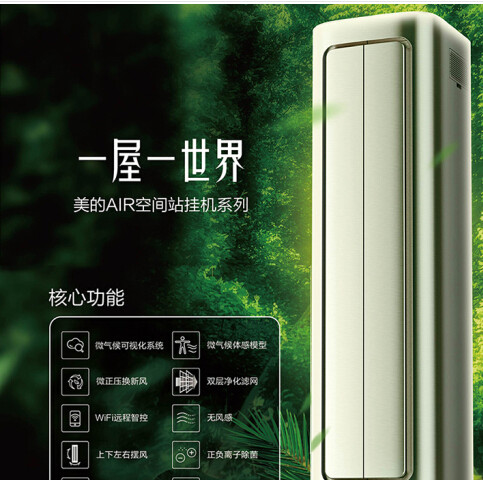 一屋一世界
美的AIR空间站挂机系列
核心功能
微气候可视化系统 微气候体感模型
微正压换新风 双层净化滤网
WiFi远程智控 无风感
上下左右摆风 正负离子除菌